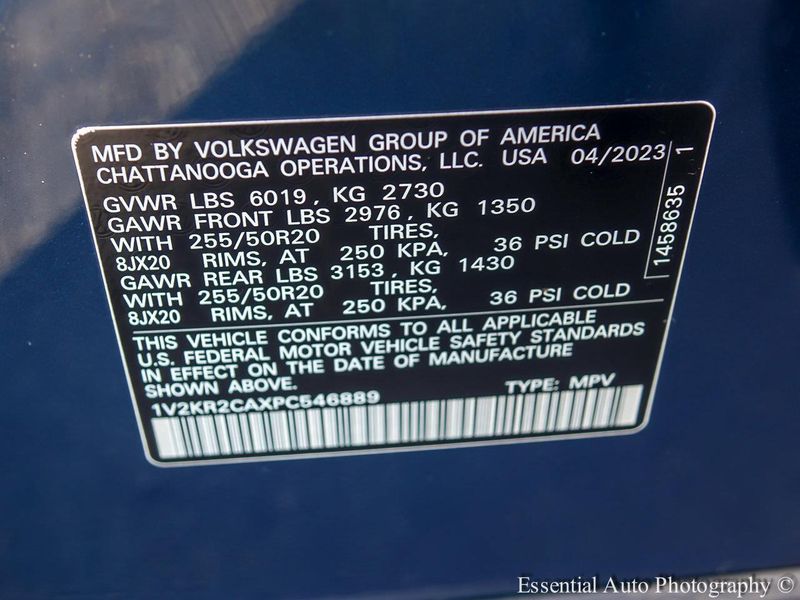 MFD BY VOLKSWAGEN GROUP OF AMERICA
CHATTANOOGA OPERATIONS, LLC. USA 04/2023
GVWR LBS 6019, KG 2730
GAWR FRONT LBS 2976, KG 1350
WITH 255/50R20 TIRES,
8JX20 RIMS, AT 250 KPA, 36 PSI COLD
GAWR REAR LBS 3153, KG 1430
WITH 255/50R20 TIRES,
8JX20 RIMS, AT 250 KPA, 36 PSI COLD
1458635 1
THIS VEHICLE CONFORMS TO ALL APPLICABLE
U.S. FEDERAL MOTOR VEHICLE SAFETY STANDARDS
IN EFFECT ON THE DATE OF MANUFACTURE
SHOWN ABOVE.
1V2KR2CAXPC546889 TYPE: MPV
Essential Auto Photography ©